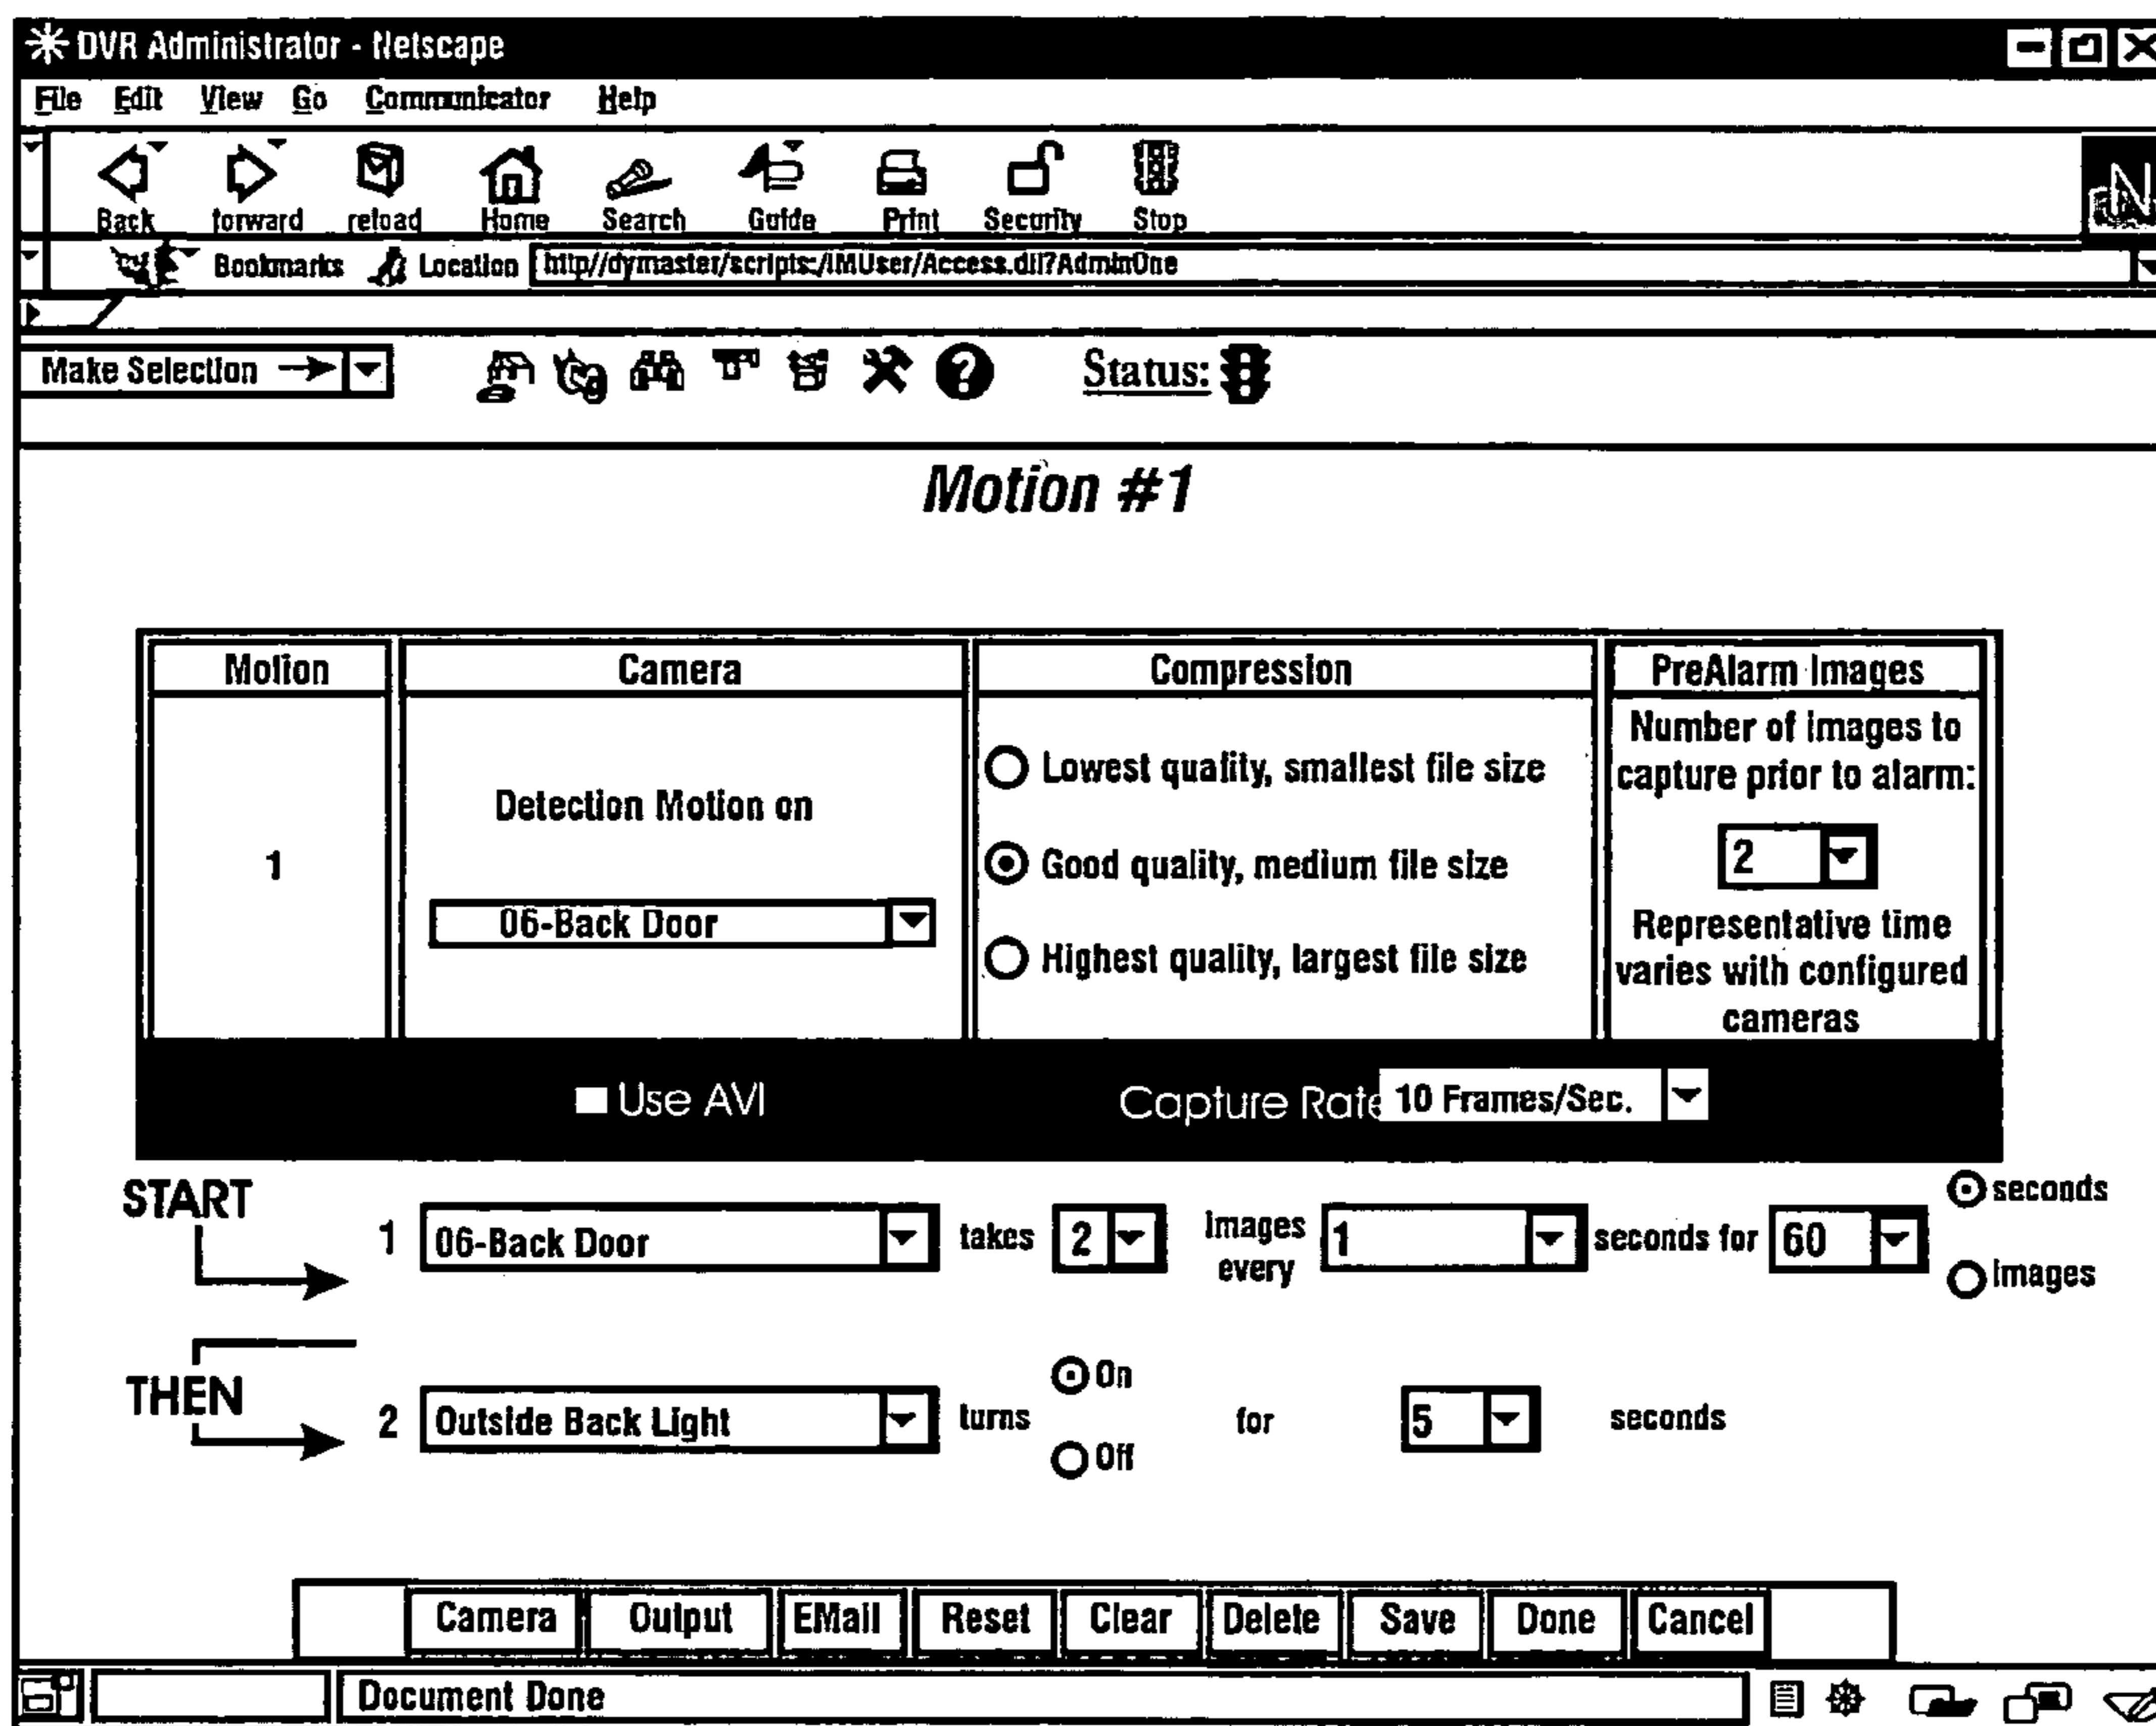 DVR Administrator - Netscape
File Edit View Go Communicator Help
Back forward reload Home Search Guide Print Security Stop
N
Bookmarks Location http//dymaster/scripts:/IMUser/Access.dll?AdminOne
Make Selection Status:
Motion #1
Motion Camera Compression PreAlarm Images
1
Detection Motion on
06-Back Door
Lowest quality, smallest file size
Good quality, medium file size
Highest quality, largest file size
Number of images to
capture prior to alarm:
2
Representative time
varies with configured
cameras
Use AVI Capture Rate 10 Frames/Sec.
START
1 06-Back Door takes 2 Images every 1 seconds for 60 seconds
images
THEN
2 Outside Back Light turns On for 5 seconds
Off
Camera Output EMail Reset Clear Delete Save Done Cancel
Document Done